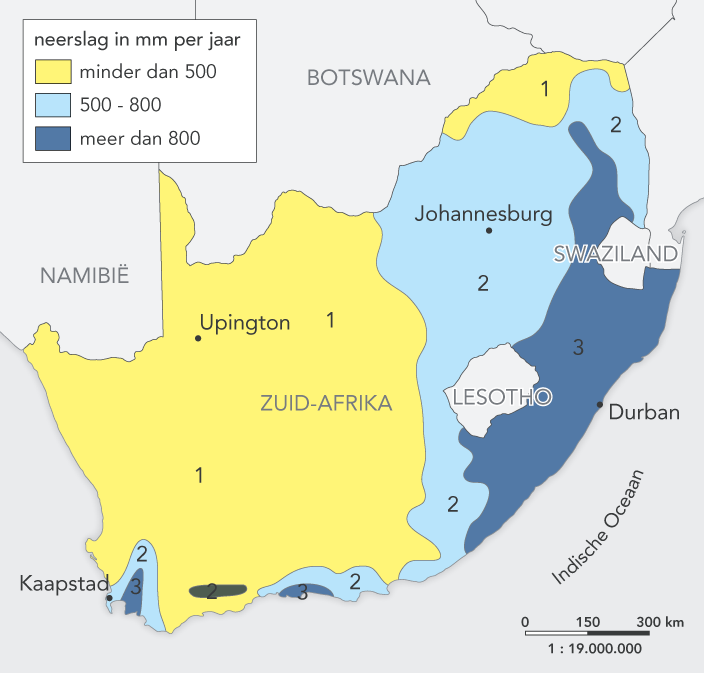 neerslag in mm per jaar
minder dan 500
500 - 800
meer dan 800
BOTSWANA
1
2
Johannesburg
SWAZILAND
NAMIBIË
2
Upington
1
3
ZUID-AFRIKA
LESOTHO
Durban
1
2
Indische Oceaan
2
Kaapstad
3
2
3
2
0 150 300 km
1 : 19.000.000